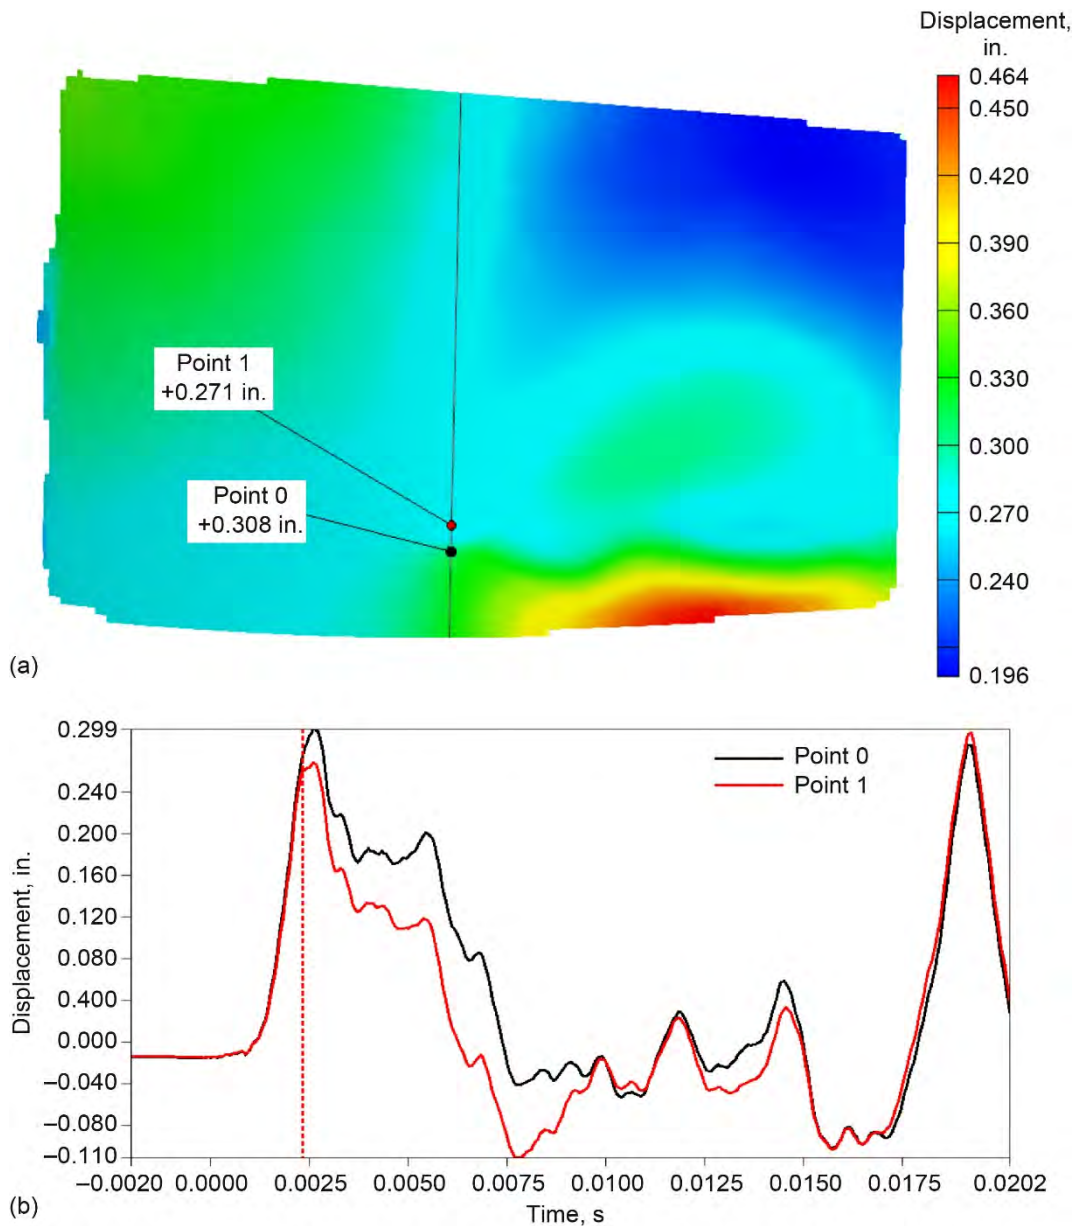 Displacement,
in.
0.464
0.450
0.420
0.390
0.360
0.330
0.300
0.270
0.240
0.196
Point 1
+0.271 in.
Point 0
+0.308 in.
(a)
0.299
0.240
0.200
0.160
0.120
0.080
0.400
0.000
–0.040
–0.080
–0.110
Displacement, in.
Point 0
Point 1
–0.0020
0.0000
0.0025
0.0050
0.0075
0.0100
0.0125
0.0150
0.0175
0.0202
Time, s
(b)